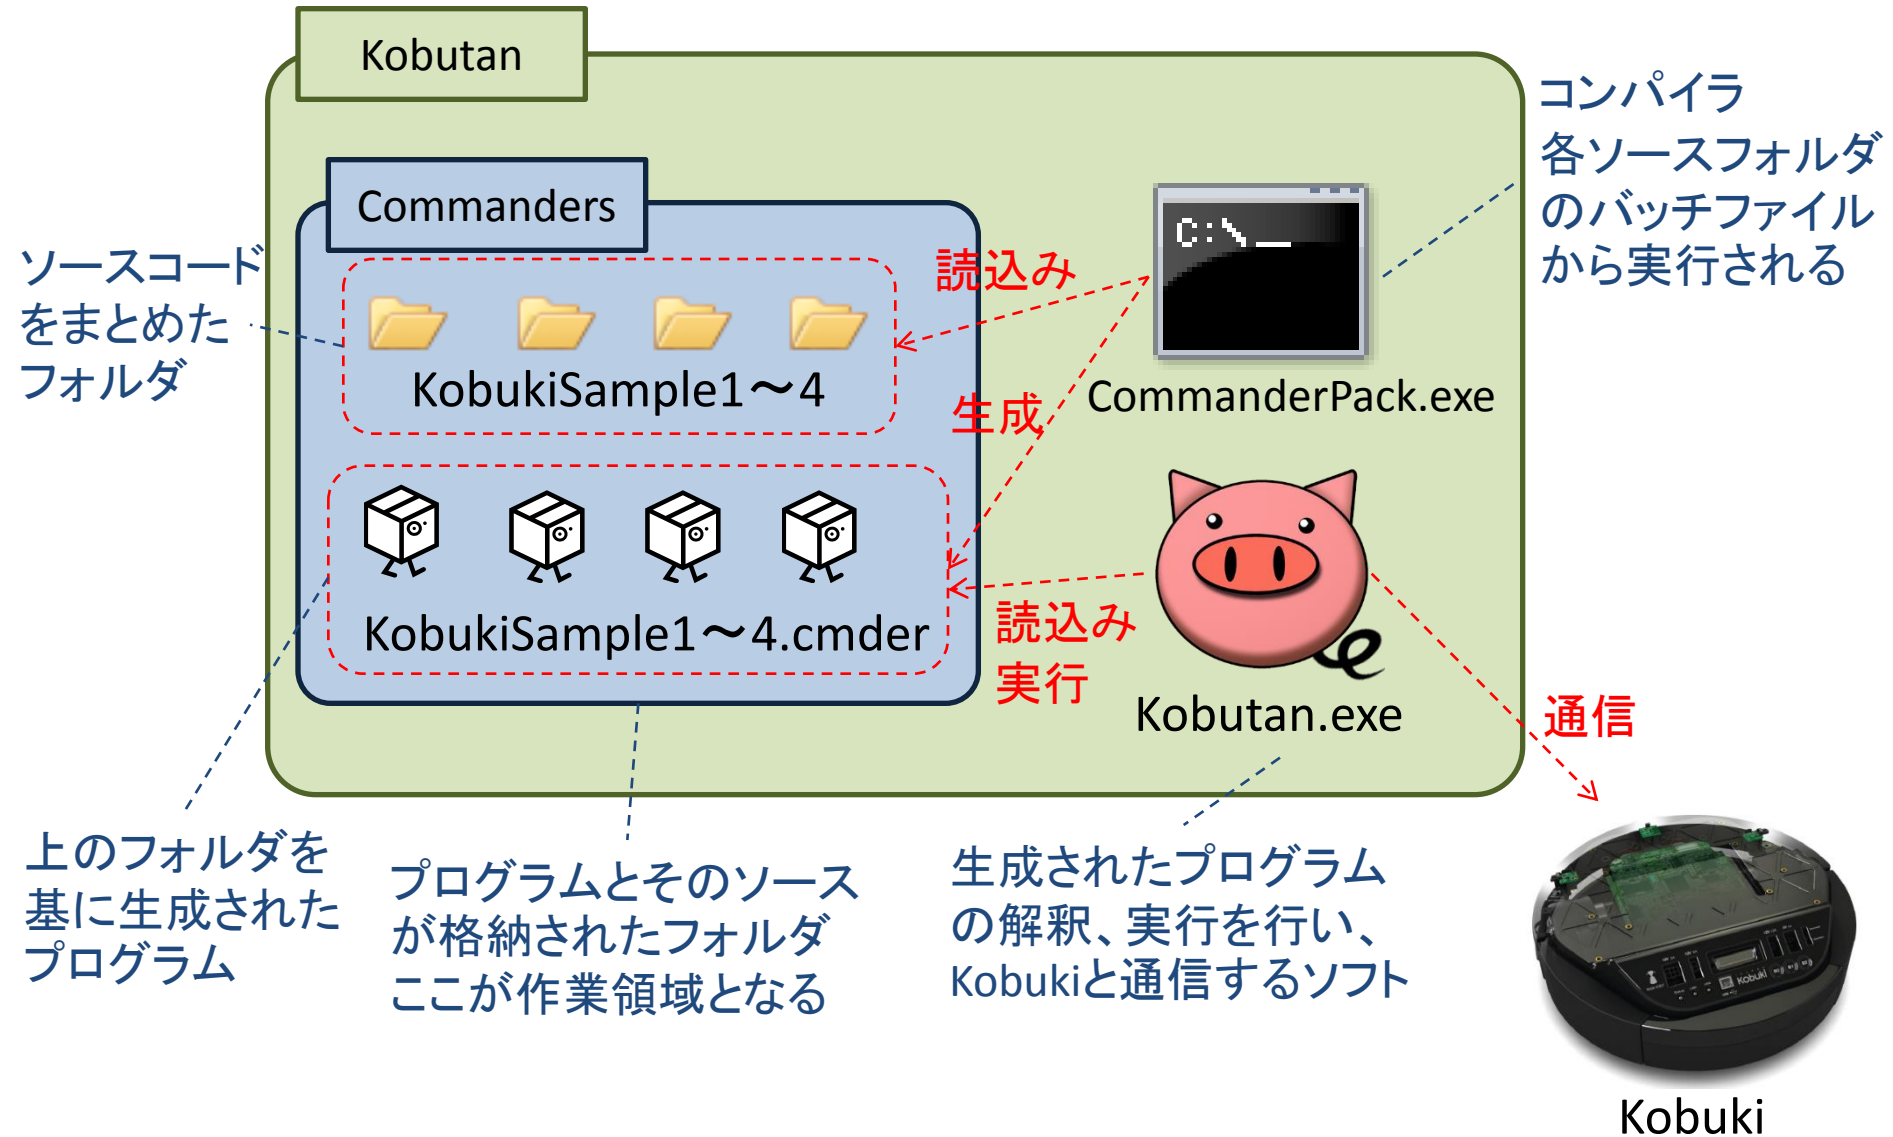 Kobutan
コンパイラ
各ソースフォルダ
のバッチファイル
から実行される
Commanders
C:\_
ソースコード
をまとめた
フォルダ
読込み
KobukiSample1～4
CommanderPack.exe
生成
KobukiSample1～4.cmder
読込み
実行
Kobutan.exe
通信
上のフォルダを
基に生成された
プログラム
プログラムとそのソース
が格納されたフォルダ
ここが作業領域となる
生成されたプログラム
の解釈、実行を行い、
Kobukiと通信するソフト
Kobuki
Kobuki